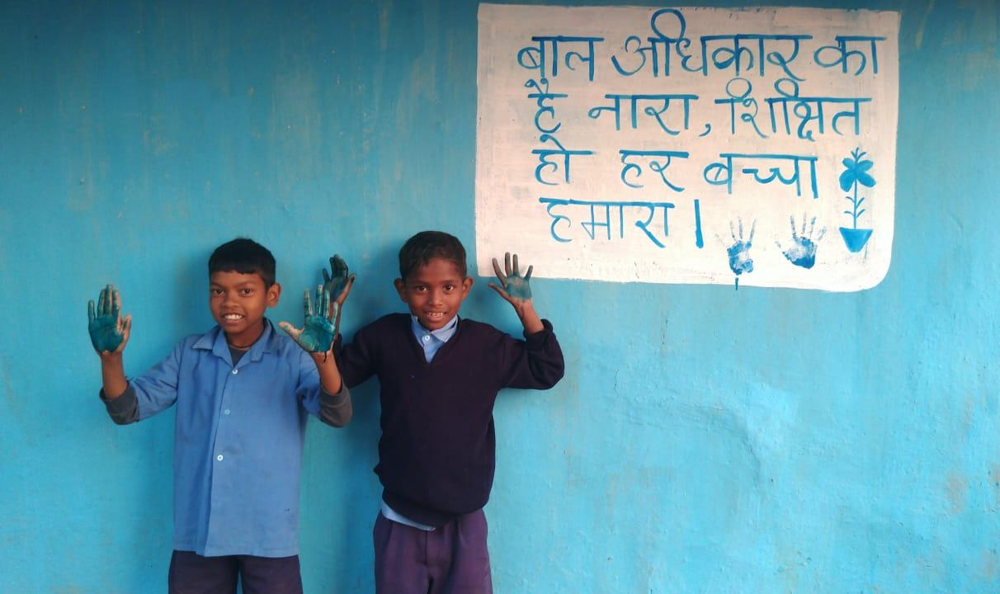 बाल अधिकार का
है नारा, शिक्षित
हो हर बच्चा
हमारा।